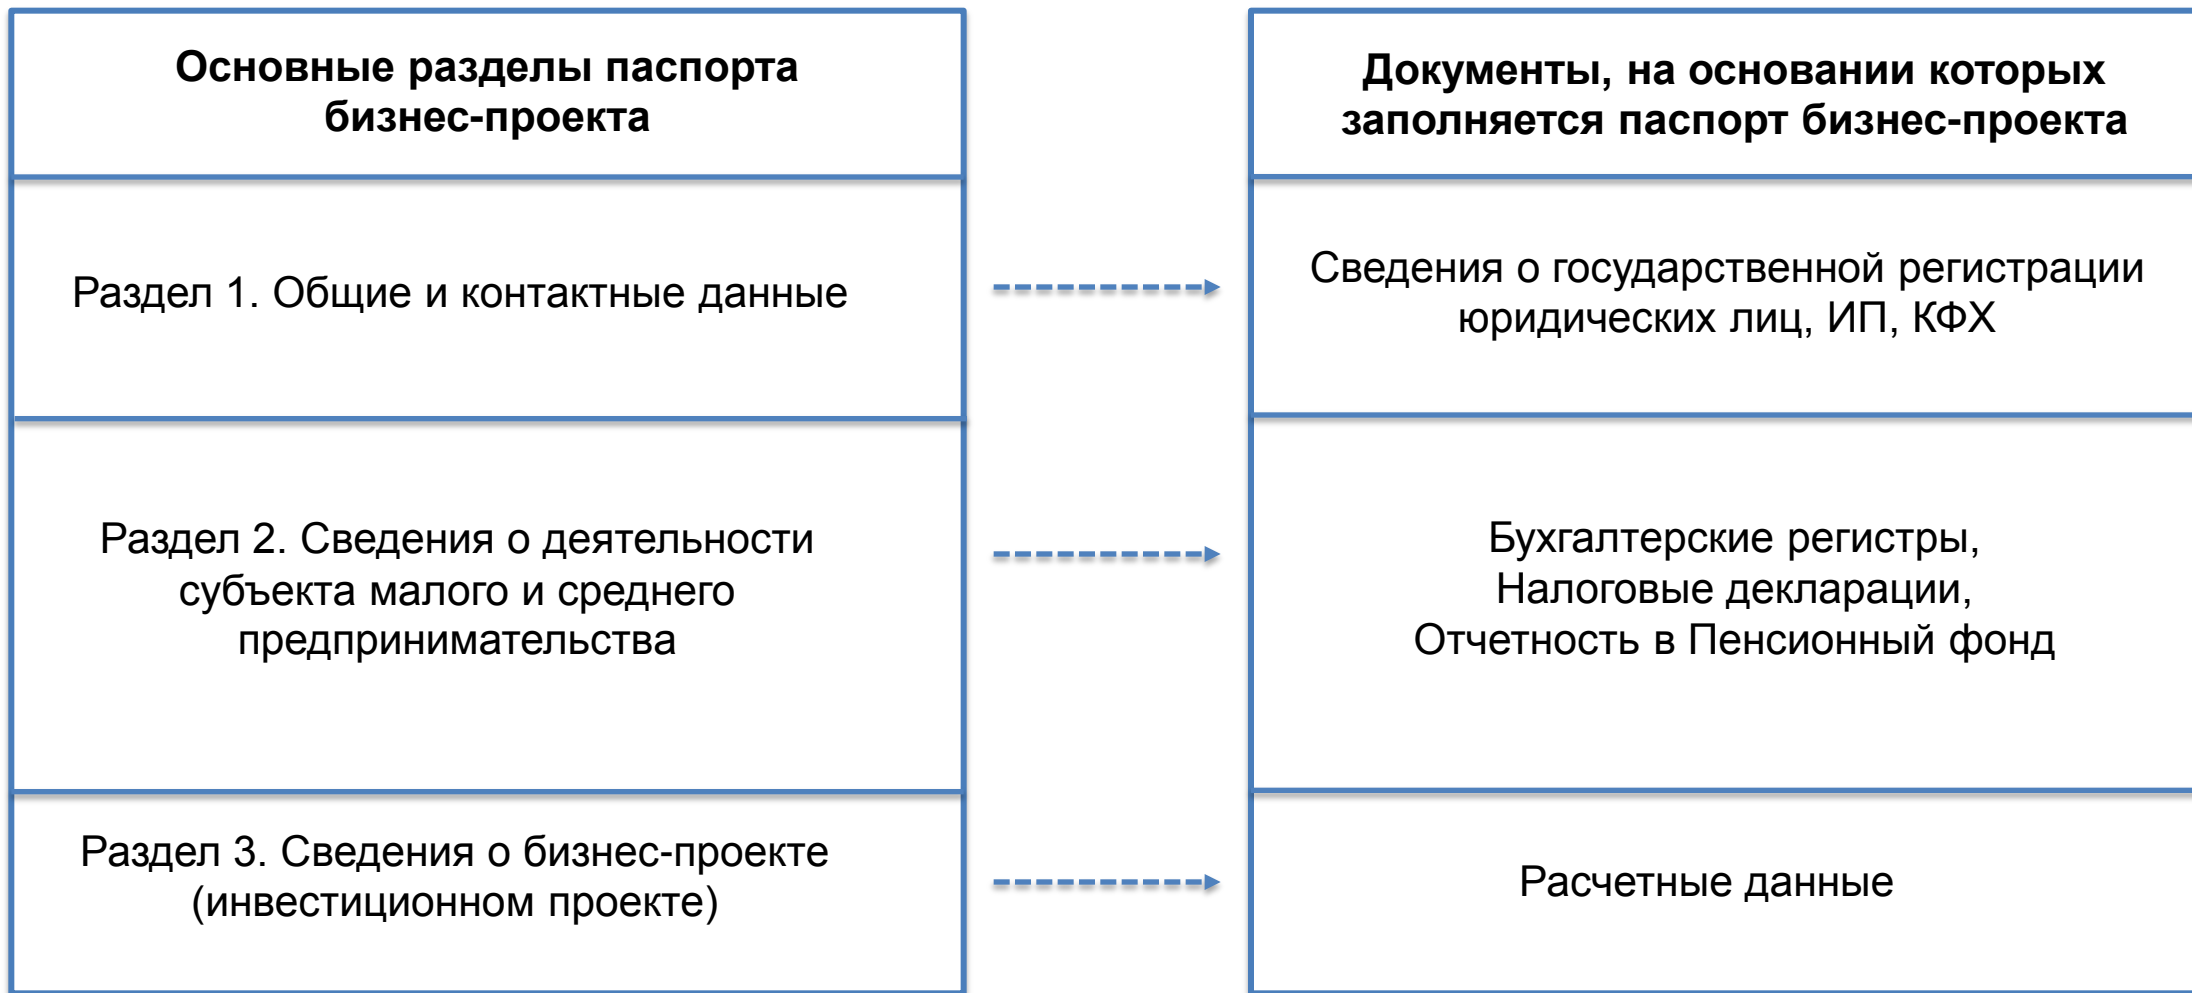 Основные разделы паспорта
бизнес-проекта
Документы, на основании которых
заполняется паспорт бизнес-проекта
Раздел 1. Общие и контактные данные
Сведения о государственной регистрации
юридических лиц, ИП, КФХ
Раздел 2. Сведения о деятельности
субъекта малого и среднего
предпринимательства
Бухгалтерские регистры,
Налоговые декларации,
Отчетность в Пенсионный фонд
Раздел 3. Сведения о бизнес-проекте
(инвестиционном проекте)
Расчетные данные